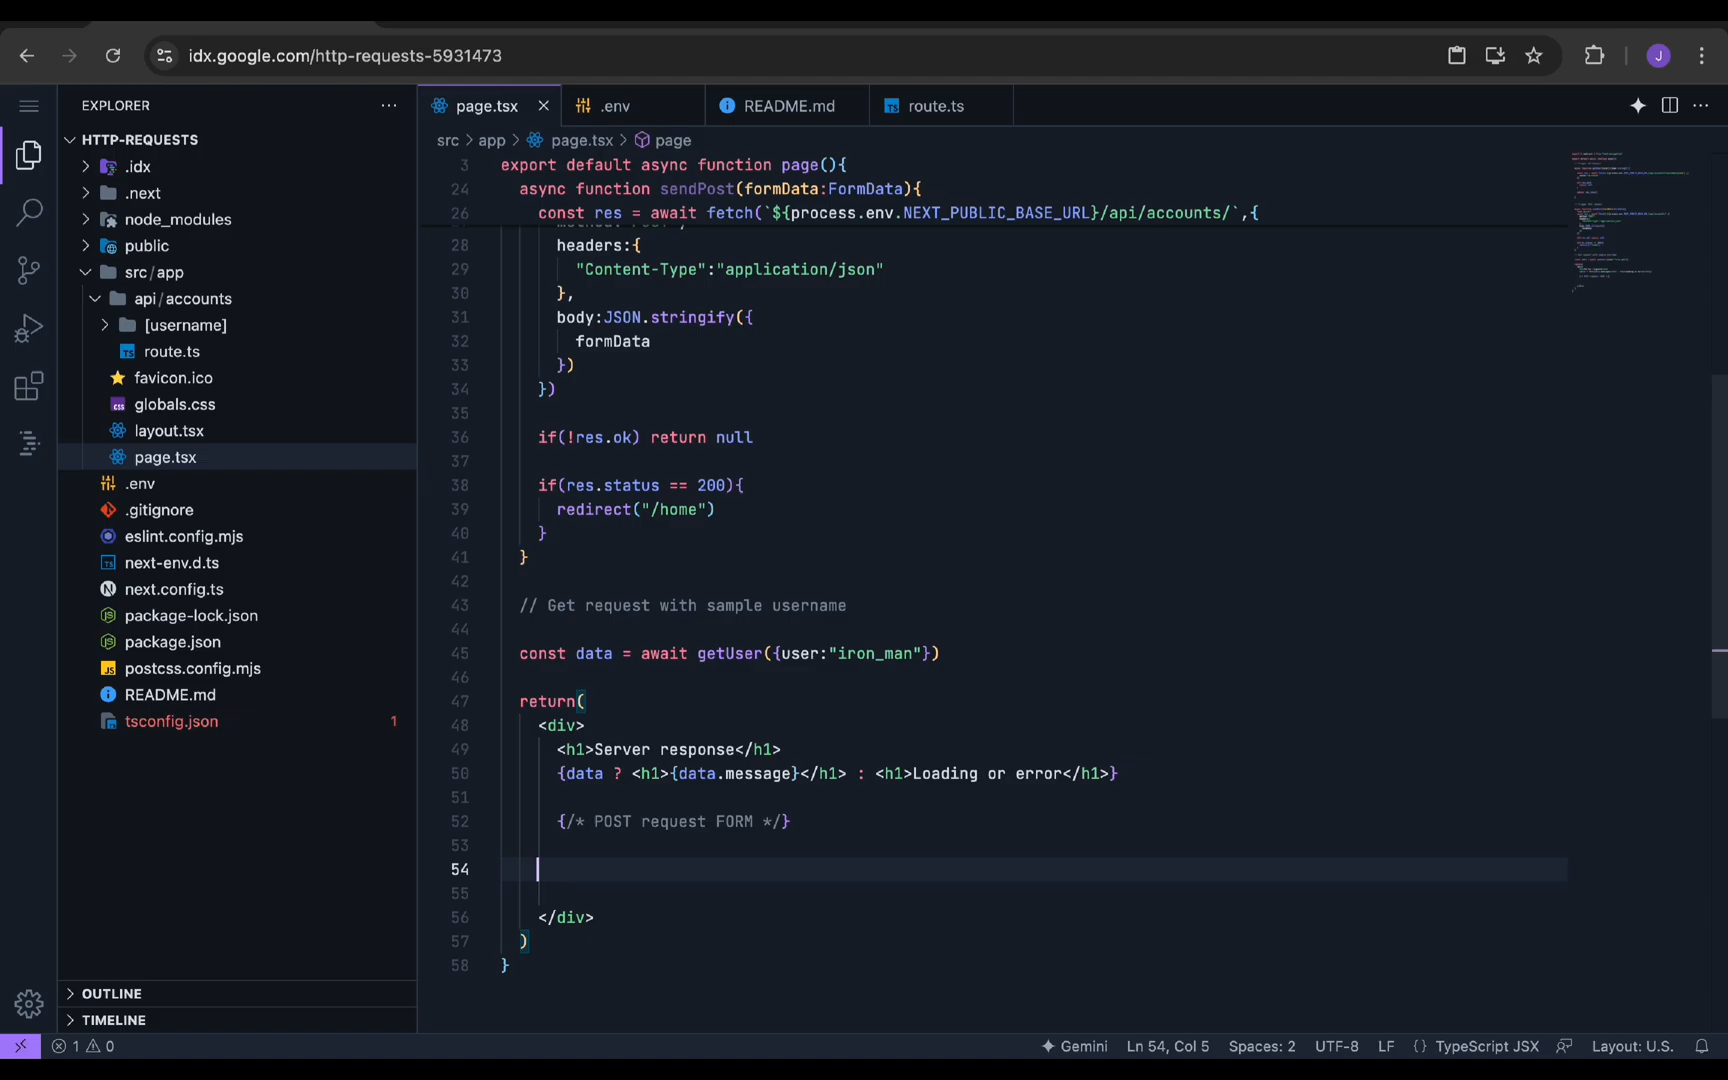 idx.google.com/http-requests-5931473
J
EXPLORER
page.tsx
.env
README.md
route.ts
HTTP-REQUESTS
.idx
.next
node_modules
public
src/app
api/accounts
[username]
route.ts
favicon.ico
globals.css
layout.tsx
page.tsx
.env
.gitignore
eslint.config.mjs
next-env.d.ts
next.config.ts
package-lock.json
package.json
postcss.config.mjs
README.md
tsconfig.json 1
OUTLINE
TIMELINE
src > app > page.tsx > page
3 export default async function page(){
24 async function sendPost(formData:FormData){
26 const res = await fetch(`${process.env.NEXT_PUBLIC_BASE_URL}/api/accounts/`,{
28 headers:{
29 "Content-Type":"application/json"
30 },
31 body:JSON.stringify({
32 formData
33 })
34 })
35
36 if(!res.ok) return null
37
38 if(res.status == 200){
39 redirect("/home")
40 }
41 }
42
43 // Get request with sample username
44
45 const data = await getUser({user:"iron_man"})
46
47 return(
48 <div>
49 <h1>Server response</h1>
50 {data ? <h1>{data.message}</h1> : <h1>Loading or error</h1>}
51
52 {/* POST request FORM */}
53
54
55
56 </div>
57 )
58 }
1 0
Gemini
Ln 54, Col 5
Spaces: 2
UTF-8
LF
{} TypeScript JSX
Layout: U.S.